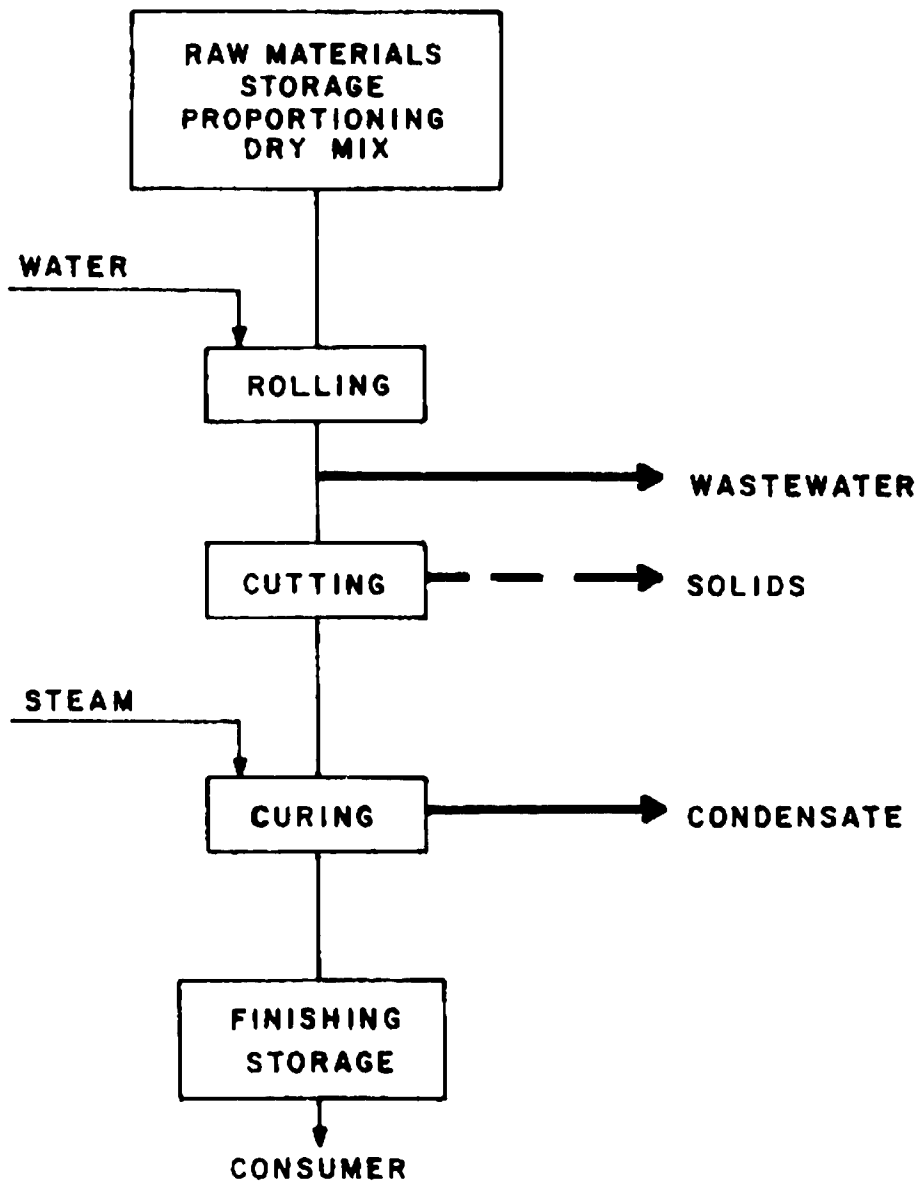 RAW MATERIALS
STORAGE
PROPORTIONING
DRY MIX
WATER
ROLLING
WASTEWATER
CUTTING
SOLIDS
STEAM
CURING
CONDENSATE
FINISHING
STORAGE
CONSUMER